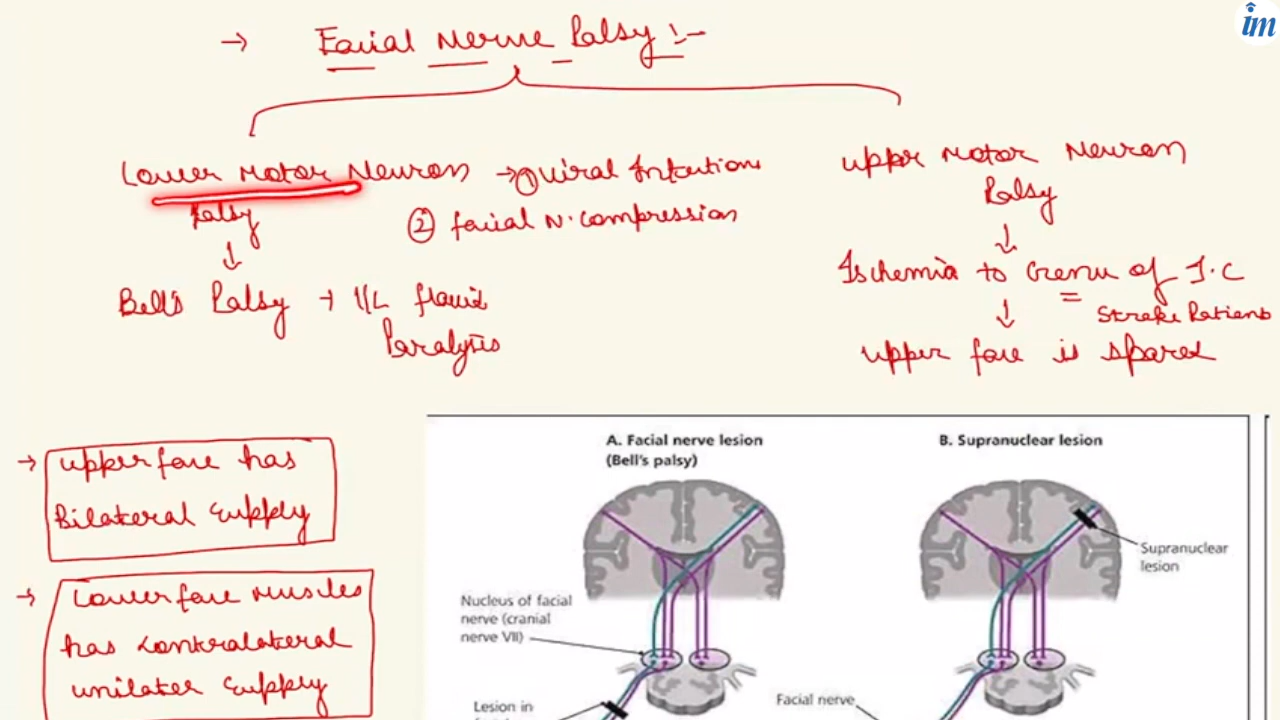 im
→ Facial Nerve Palsy :-
Lower Motor Neuron → ① Viral Infections
Palsy
② facial N. compression
↓
Bell's Palsy → I/L flacid
Paralysis
upper Motor Neuron
Palsy
↓
Ischemia to Genu of I.C
↓ Stroke Patient
upper face is spared
→ upper face has
Bilateral supply
→ Lower face muscles
has contralateral
unilater supply
A. Facial nerve lesion
(Bell's palsy)
B. Supranuclear lesion
Supranuclear
lesion
Nucleus of facial
nerve (cranial
nerve VII)
Lesion in
Facial nerve